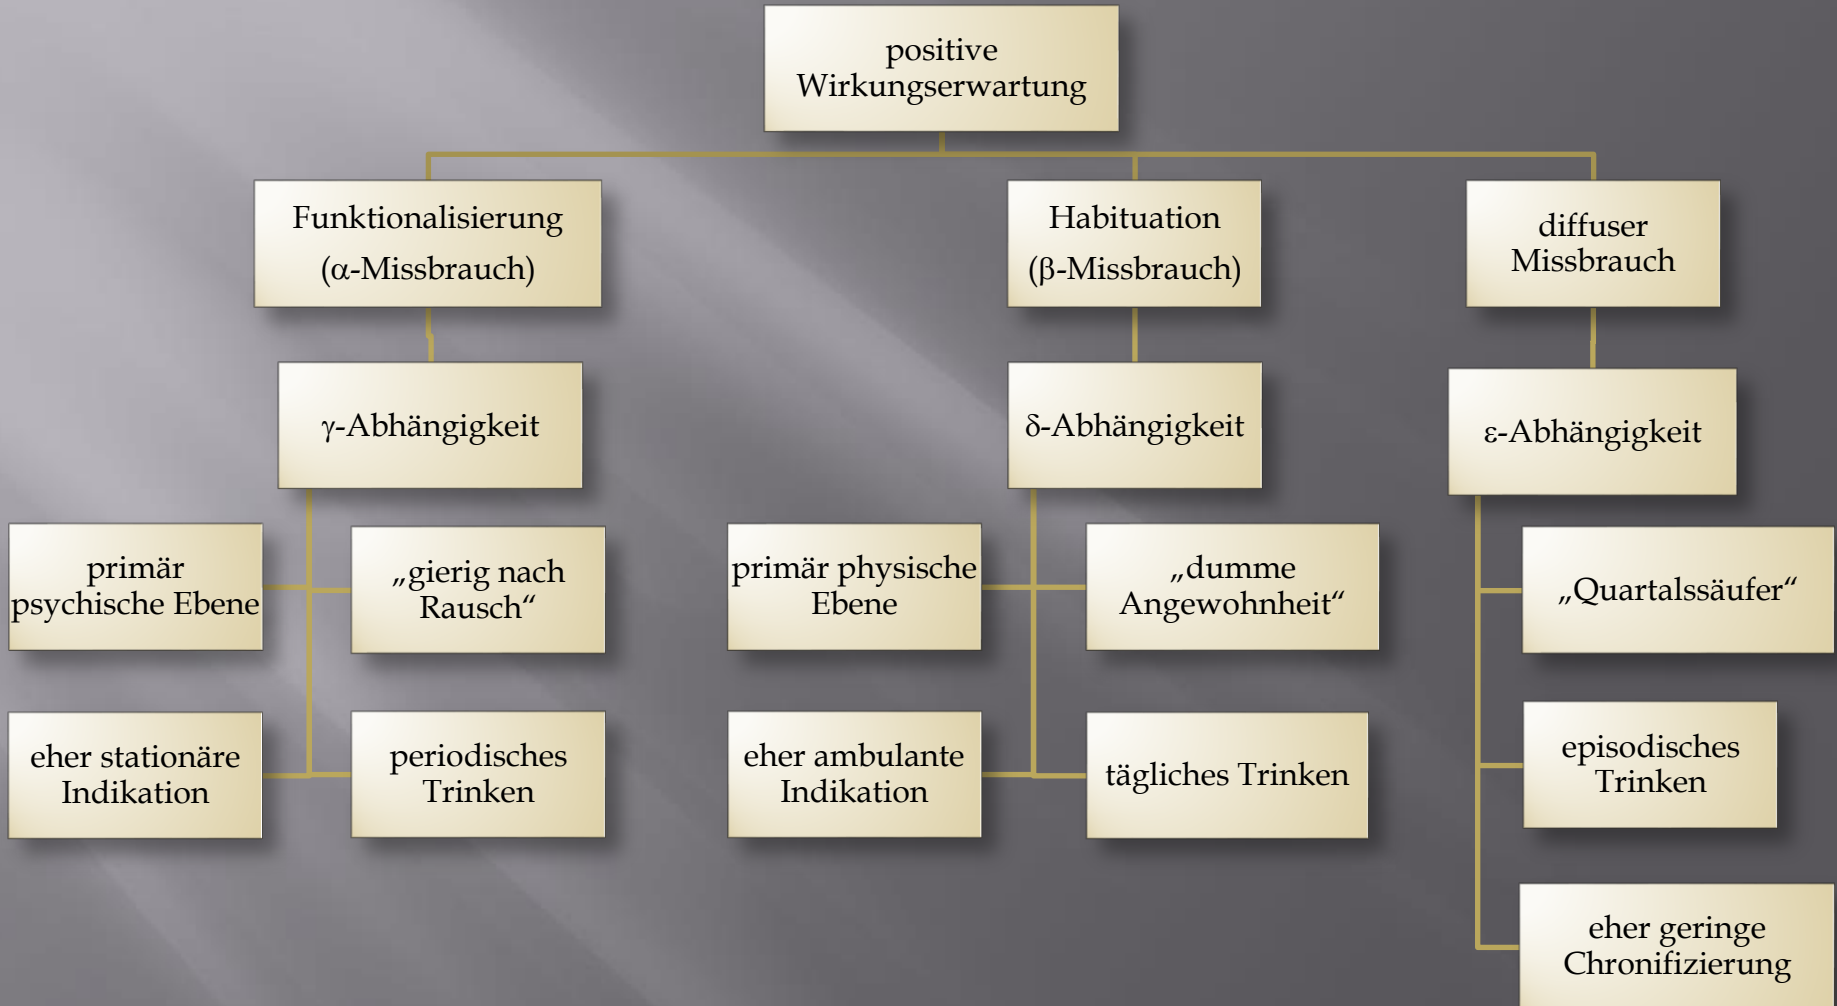 positive
Wirkungserwartung
Funktionalisierung
(α-Missbrauch)
Habituation
(β-Missbrauch)
diffuser
Missbrauch
γ-Abhängigkeit
δ-Abhängigkeit
ε-Abhängigkeit
primär
psychische Ebene
„gierig nach
Rausch“
primär physische
Ebene
„dumme
Angewohnheit“
„Quartalssäufer“
eher stationäre
Indikation
periodisches
Trinken
eher ambulante
Indikation
tägliches Trinken
episodisches
Trinken
eher geringe
Chronifizierung